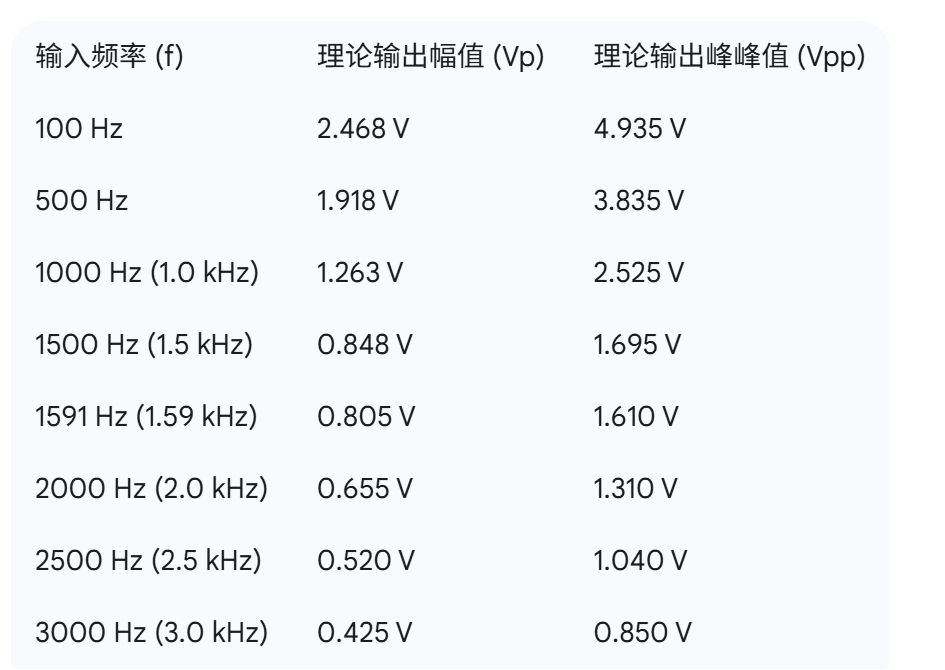 输入频率 (f) 理论输出幅值 (Vp) 理论输出峰峰值 (Vpp)
100 Hz 2.468 V 4.935 V
500 Hz 1.918 V 3.835 V
1000 Hz (1.0 kHz) 1.263 V 2.525 V
1500 Hz (1.5 kHz) 0.848 V 1.695 V
1591 Hz (1.59 kHz) 0.805 V 1.610 V
2000 Hz (2.0 kHz) 0.655 V 1.310 V
2500 Hz (2.5 kHz) 0.520 V 1.040 V
3000 Hz (3.0 kHz) 0.425 V 0.850 V